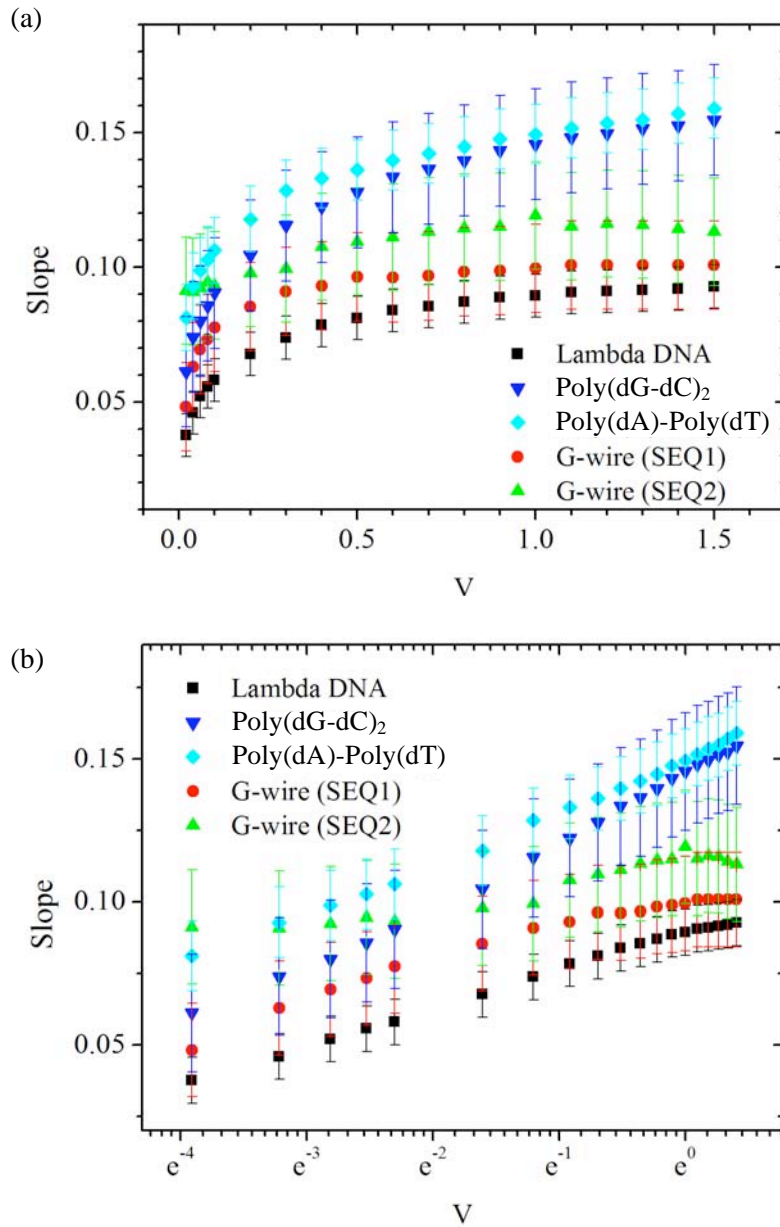 (a)
Slope
0.15
0.10
0.05
Lambda DNA
Poly(dG-dC)₂
Poly(dA)-Poly(dT)
G-wire (SEQ1)
G-wire (SEQ2)
0.0 0.5 1.0 1.5
V
(b)
Lambda DNA
Poly(dG-dC)₂
Poly(dA)-Poly(dT)
G-wire (SEQ1)
G-wire (SEQ2)
Slope
0.15
0.10
0.05
e⁻⁴ e⁻³ e⁻² e⁻¹ e⁰
V